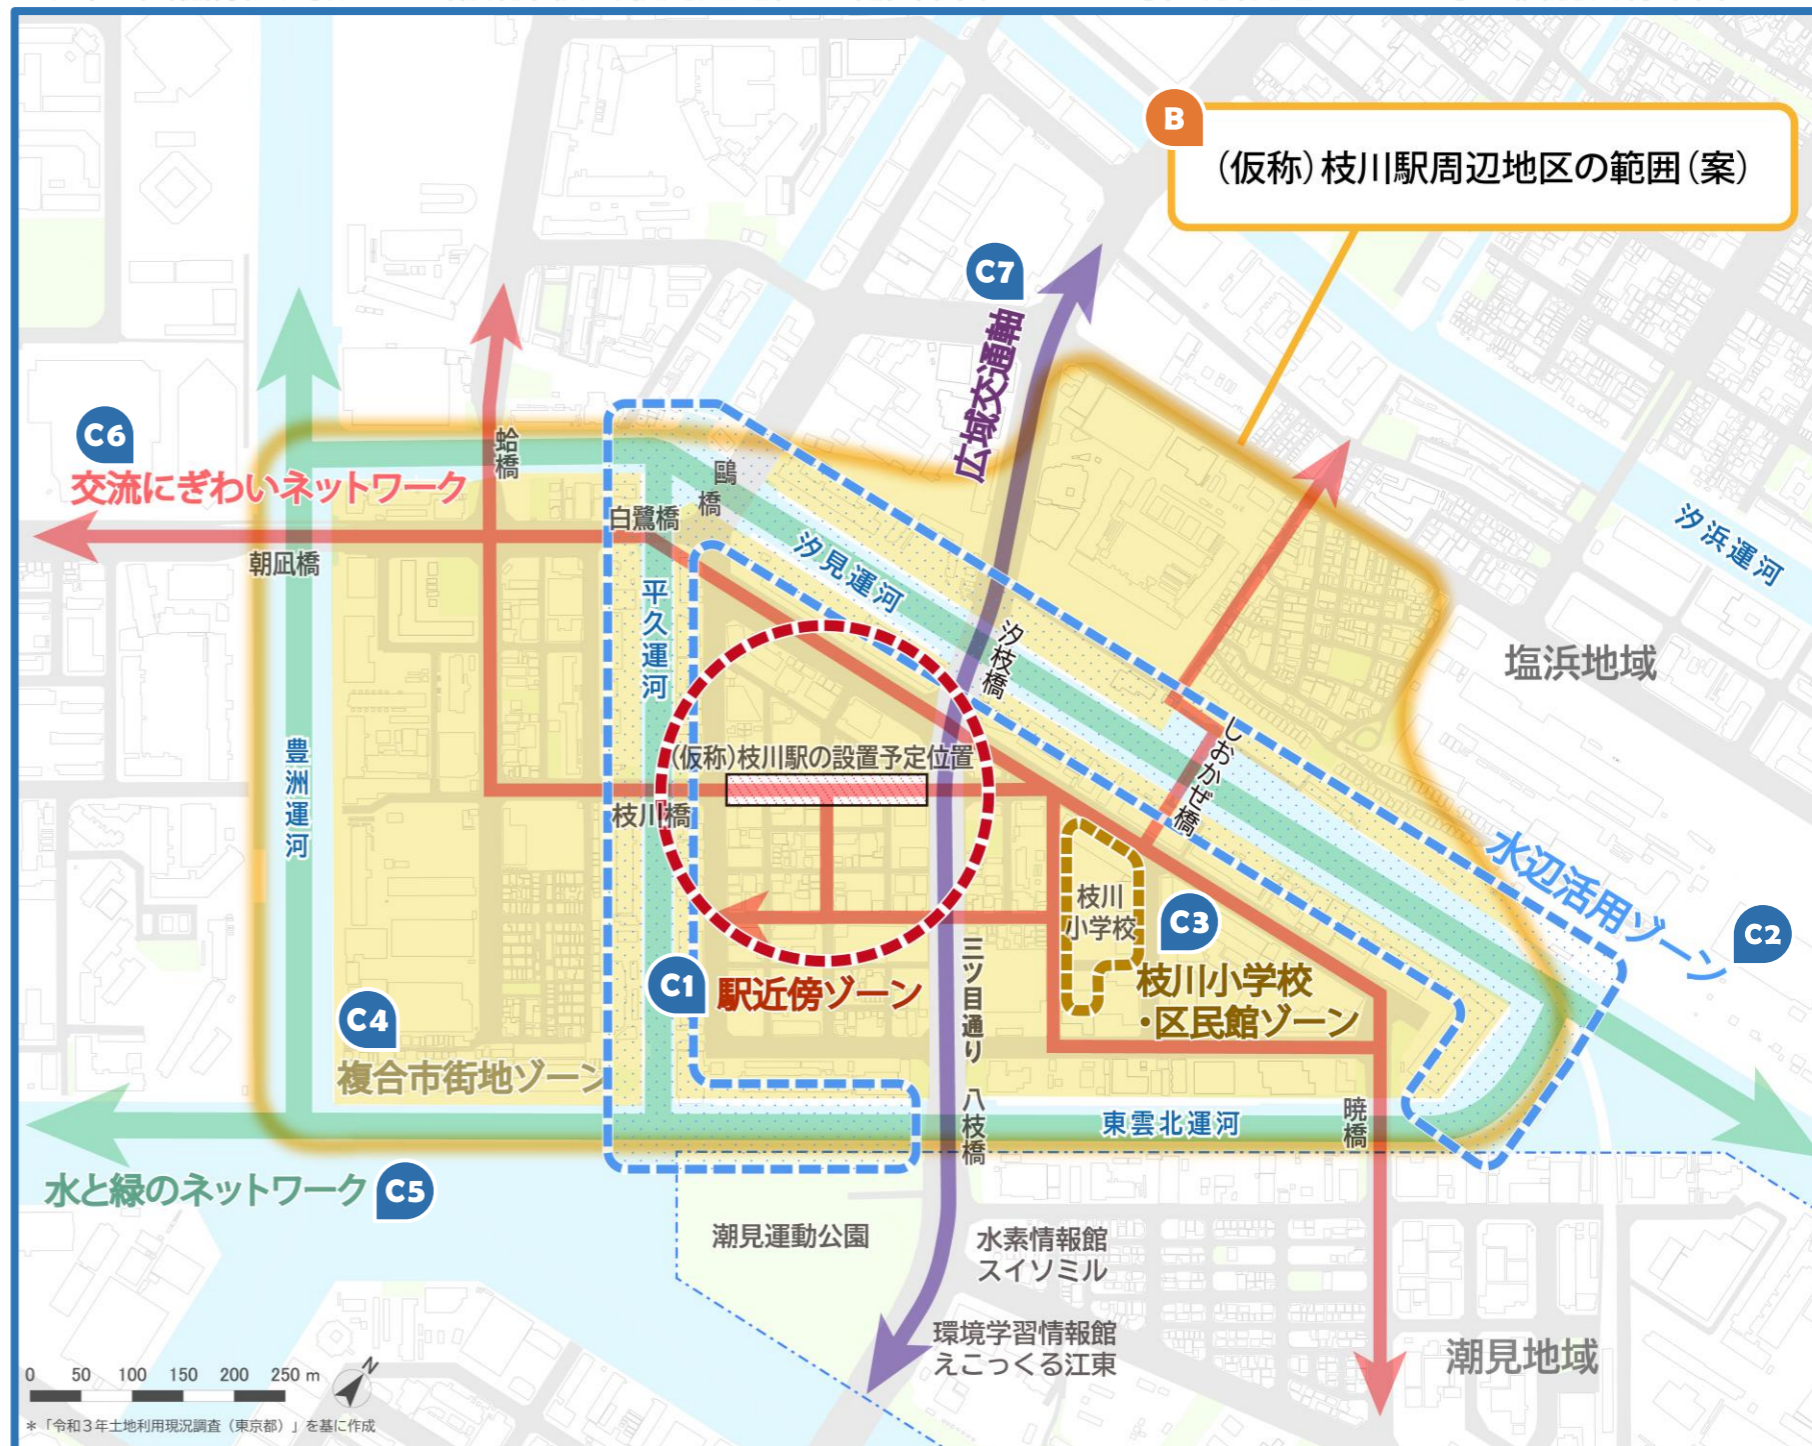 B
(仮称)枝川駅周辺地区の範囲(案)
C7
広域交通軸
C6
交流にぎわいネットワーク
蛤橋
鷗橋
白鷺橋
朝凪橋
汐見運河
汐浜運河
平久運河
汐枝橋
塩浜地域
豊洲運河
(仮称)枝川駅の設置予定位置
枝川橋
しおかぜ橋
水辺活用ゾーン
C2
枝川
小学校
C3
枝川小学校
・区民館ゾーン
C1
駅近傍ゾーン
三ツ目通り
C4
複合市街地ゾーン
八枝橋
東雲北運河
暁橋
水と緑のネットワーク
C5
潮見運動公園
水素情報館
スイソミル
環境学習情報館
えこっくる江東
潮見地域
0 50 100 150 200 250 m
N
*「令和3年土地利用現況調査(東京都)」を基に作成